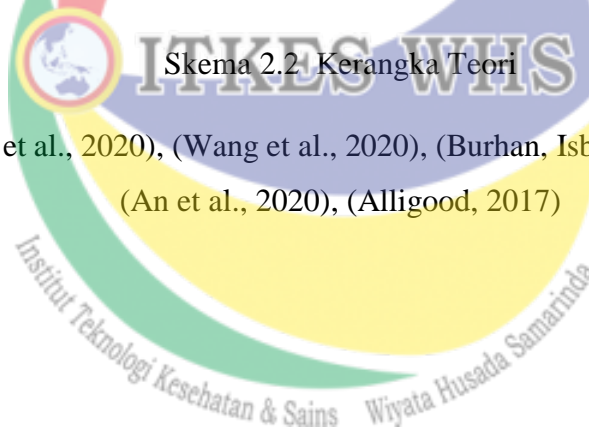 ITKES WHS
Skema 2.2 Kerangka Teori
et al., 2020), (Wang et al., 2020), (Burhan,
(An et al., 2020), (Alligood, 2017)
Institut Teknologi Kesehatan & Sains Wiyata Husada Samarinda